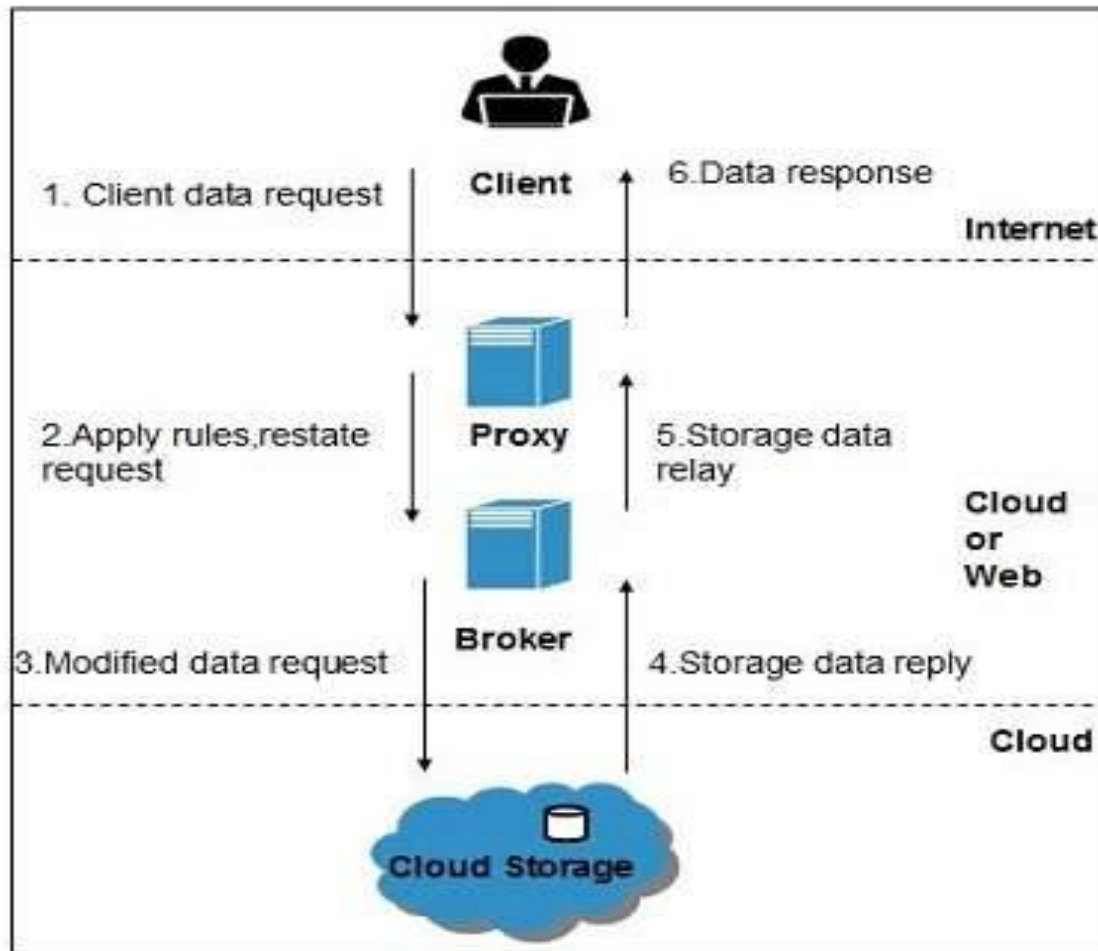 1. Client data request
Client
6.Data response
Internet
2.Apply rules,restate
request
Proxy
5.Storage data
relay
Cloud
or
Web
Broker
3.Modified data request
4.Storage data reply
Cloud
Cloud Storage